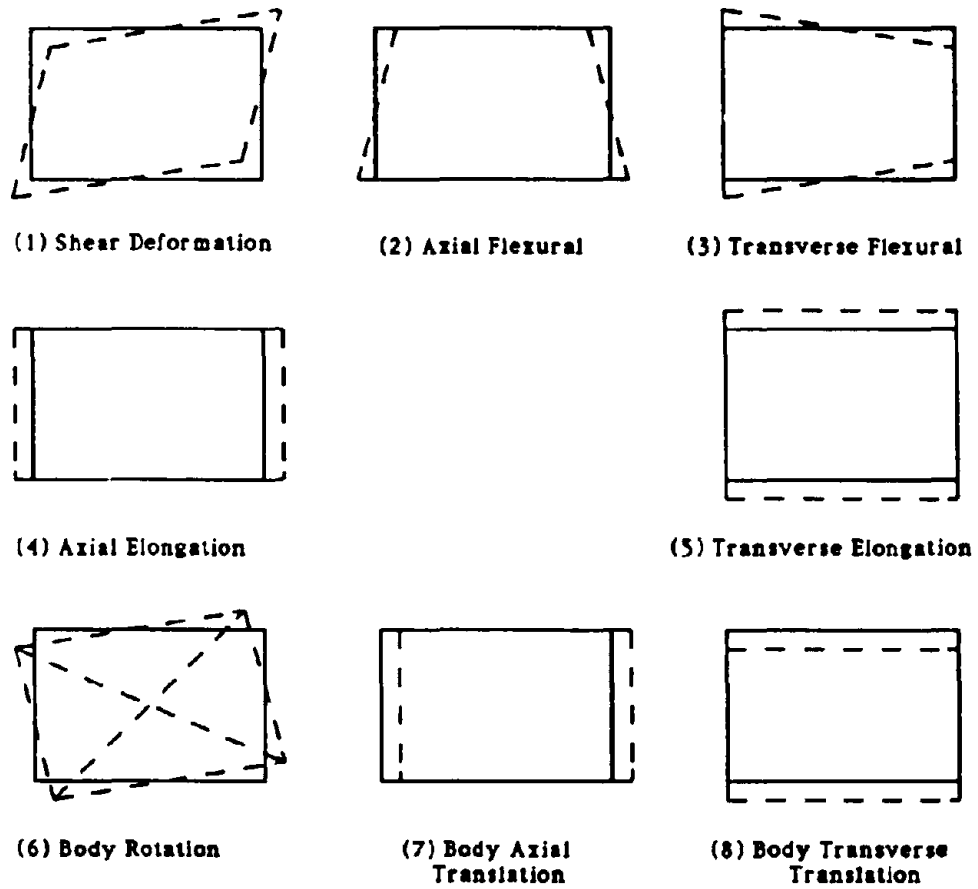 (1) Shear Deformation
(2) Axial Flexural
(3) Transverse Flexural
(4) Axial Elongation
(5) Transverse Elongation
(6) Body Rotation
(7) Body Axial
Translation
(8) Body Transverse
Translation